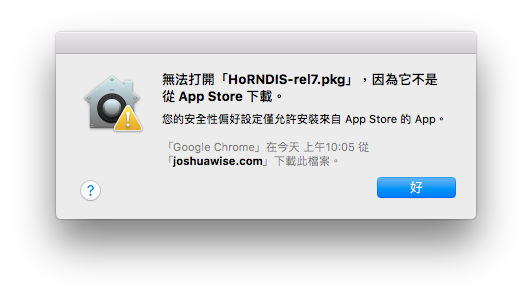 無法打開「HoRNDIS-rel7.pkg」，因為它不是
從 App Store 下載。
您的安全性偏好設定僅允許安裝來自 App Store 的 App。
「Google Chrome」在今天 上午10:05 從
「joshuawise.com」下載此檔案。
?
好